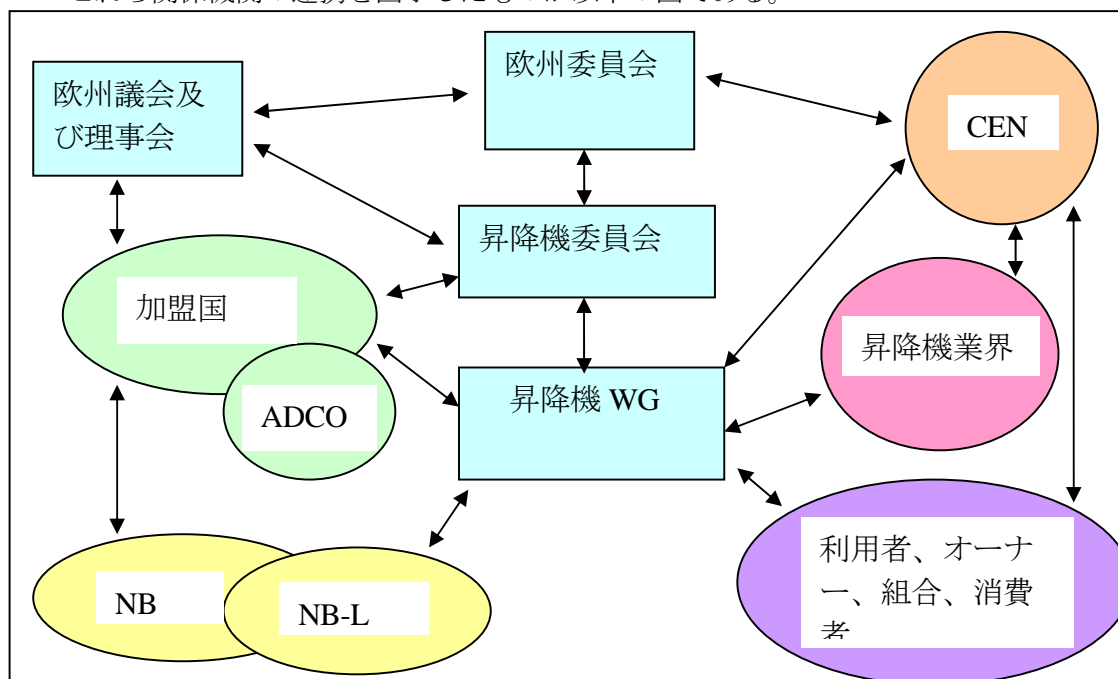 欧州委員会
欧州議会及
び理事会
CEN
昇降機委員会
加盟国
昇降機業界
昇降機 WG
ADCO
利用者、オーナ
ー、組合、消費
者
NB
NB-L